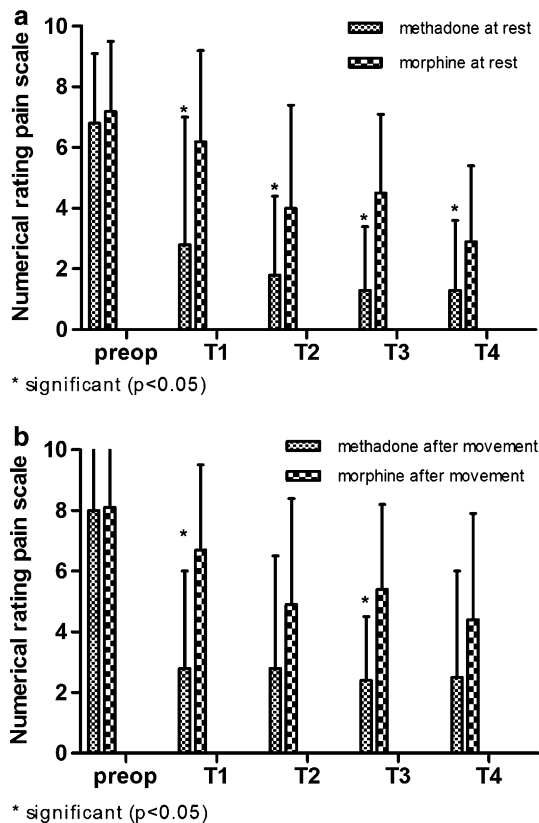 a
10
8
6
4
2
0
Numerical rating pain scale
methadone at rest
morphine at rest
*
*
*
*
preop T1 T2 T3 T4
* significant (p<0.05)
b
10
8
6
4
2
0
Numerical rating pain scale
methadone after movement
morphine after movement
*
*
preop T1 T2 T3 T4
* significant (p<0.05)